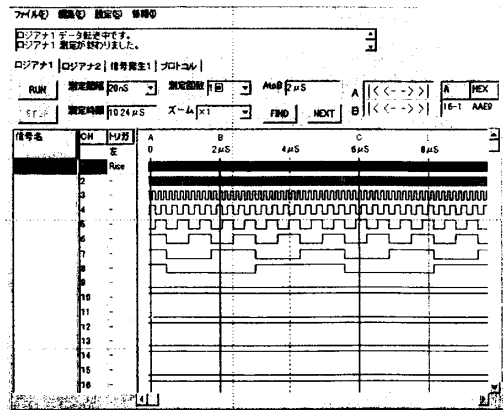 ファイル(F) 編集(E) 設定(S) 情報(I)
ロジアナ1 データ転送中です。
ロジアナ1 測定が終わりました。
ロジアナ1 ロジアナ2 信号発生1 プロトコル
RUN 測定間隔 20nS 測定回数 1回 AtoB 2μS A |< <--> >| A HEX
STOP 測定時間 10.24μS ズーム ×1 FIND NEXT B |< <--> >| 16-1 AAE9
信号名 CH トリガ A B C
左 0 2μS 4μS 6μS 8μS
Rise
2 -
3 -
4 -
5 -
6 -
7 -
8 -
9 -
10 -
11 -
12 -
13 -
14 -
15 -
16 -